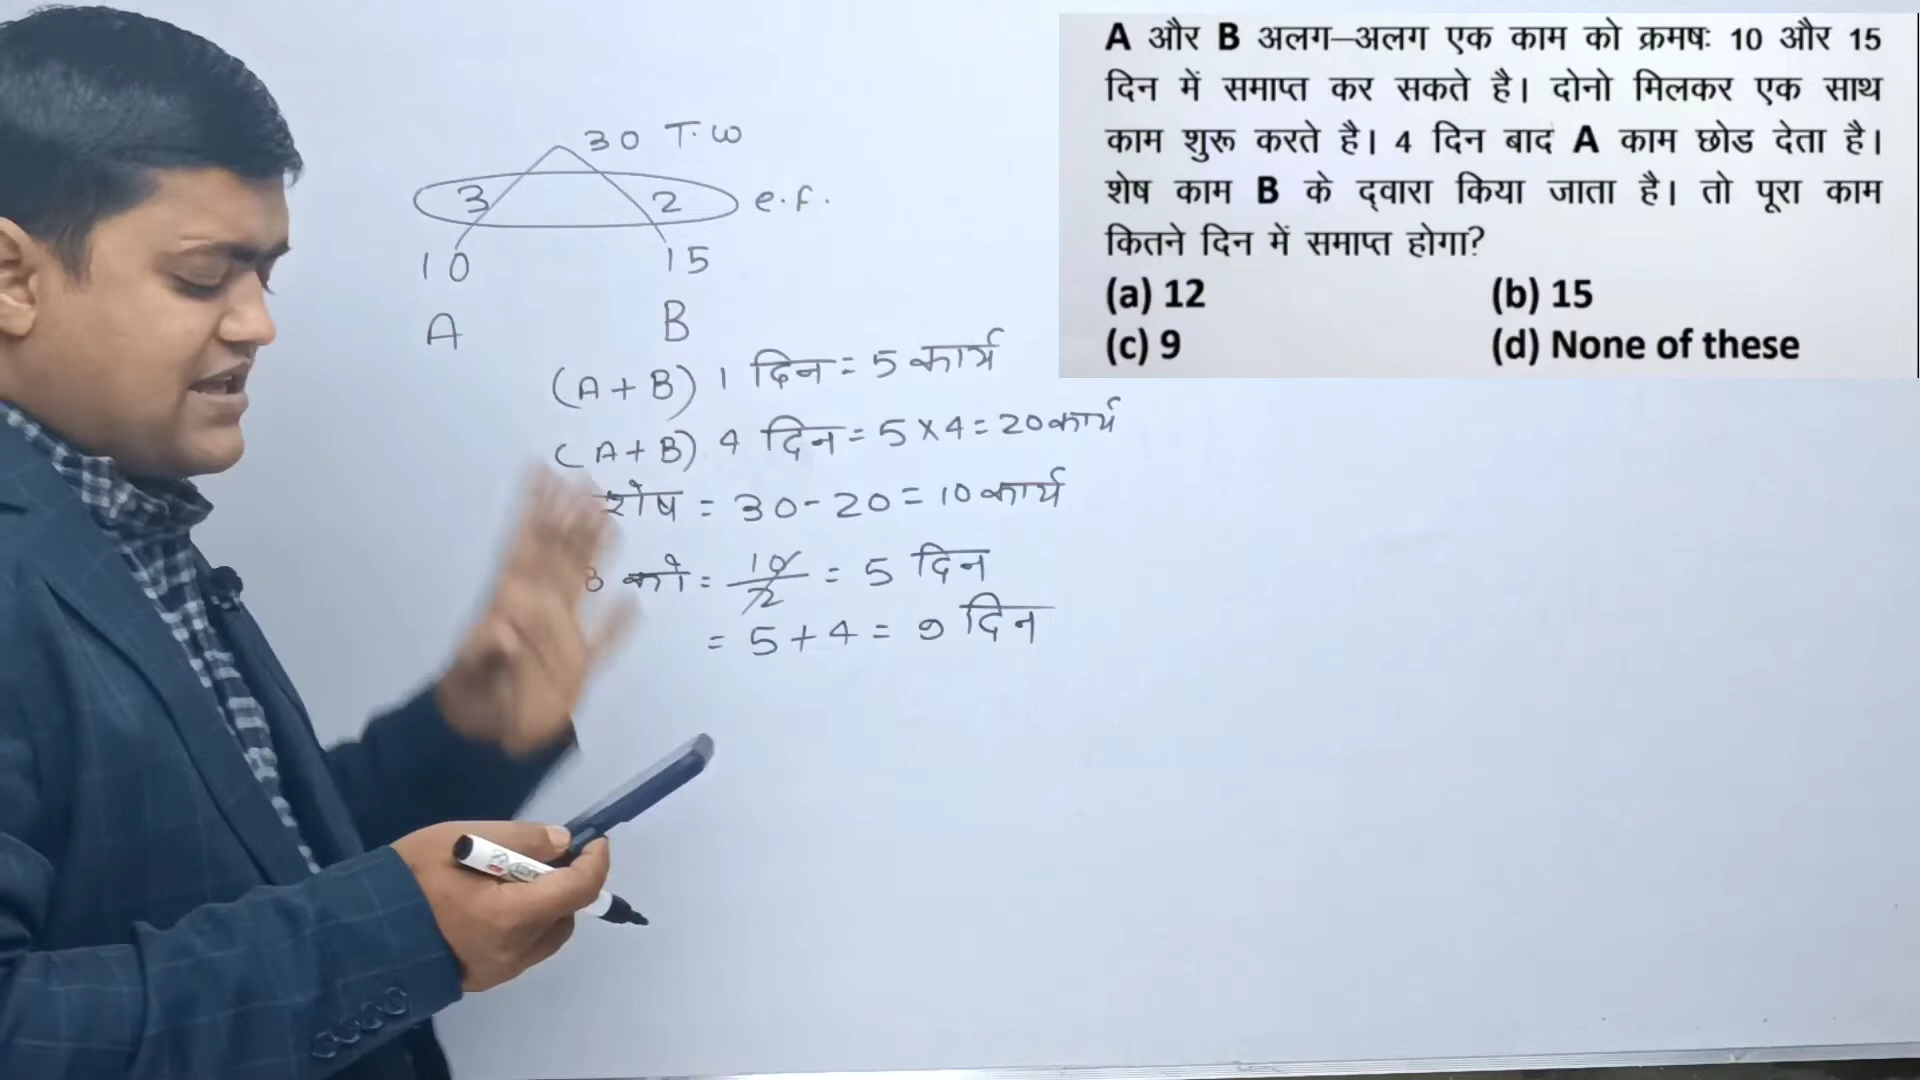 A और B अलग–अलग एक काम को क्रमषः 10 और 15
दिन में समाप्त कर सकते है। दोनो मिलकर एक साथ
काम शुरू करते है। 4 दिन बाद A काम छोड देता है।
शेष काम B के द्वारा किया जाता है। तो पूरा काम
कितने दिन में समाप्त होगा?
(a) 12 (b) 15
(c) 9 (d) None of these
30 T.W
3 2 e.f.
10 15
A B
(A+B) 1 दिन = 5 कार्य
(A+B) 4 दिन = 5×4 = 20 कार्य
शेष = 30-20 = 10 कार्य
B को = 10/2 = 5 दिन
= 5+4 = 9 दिन